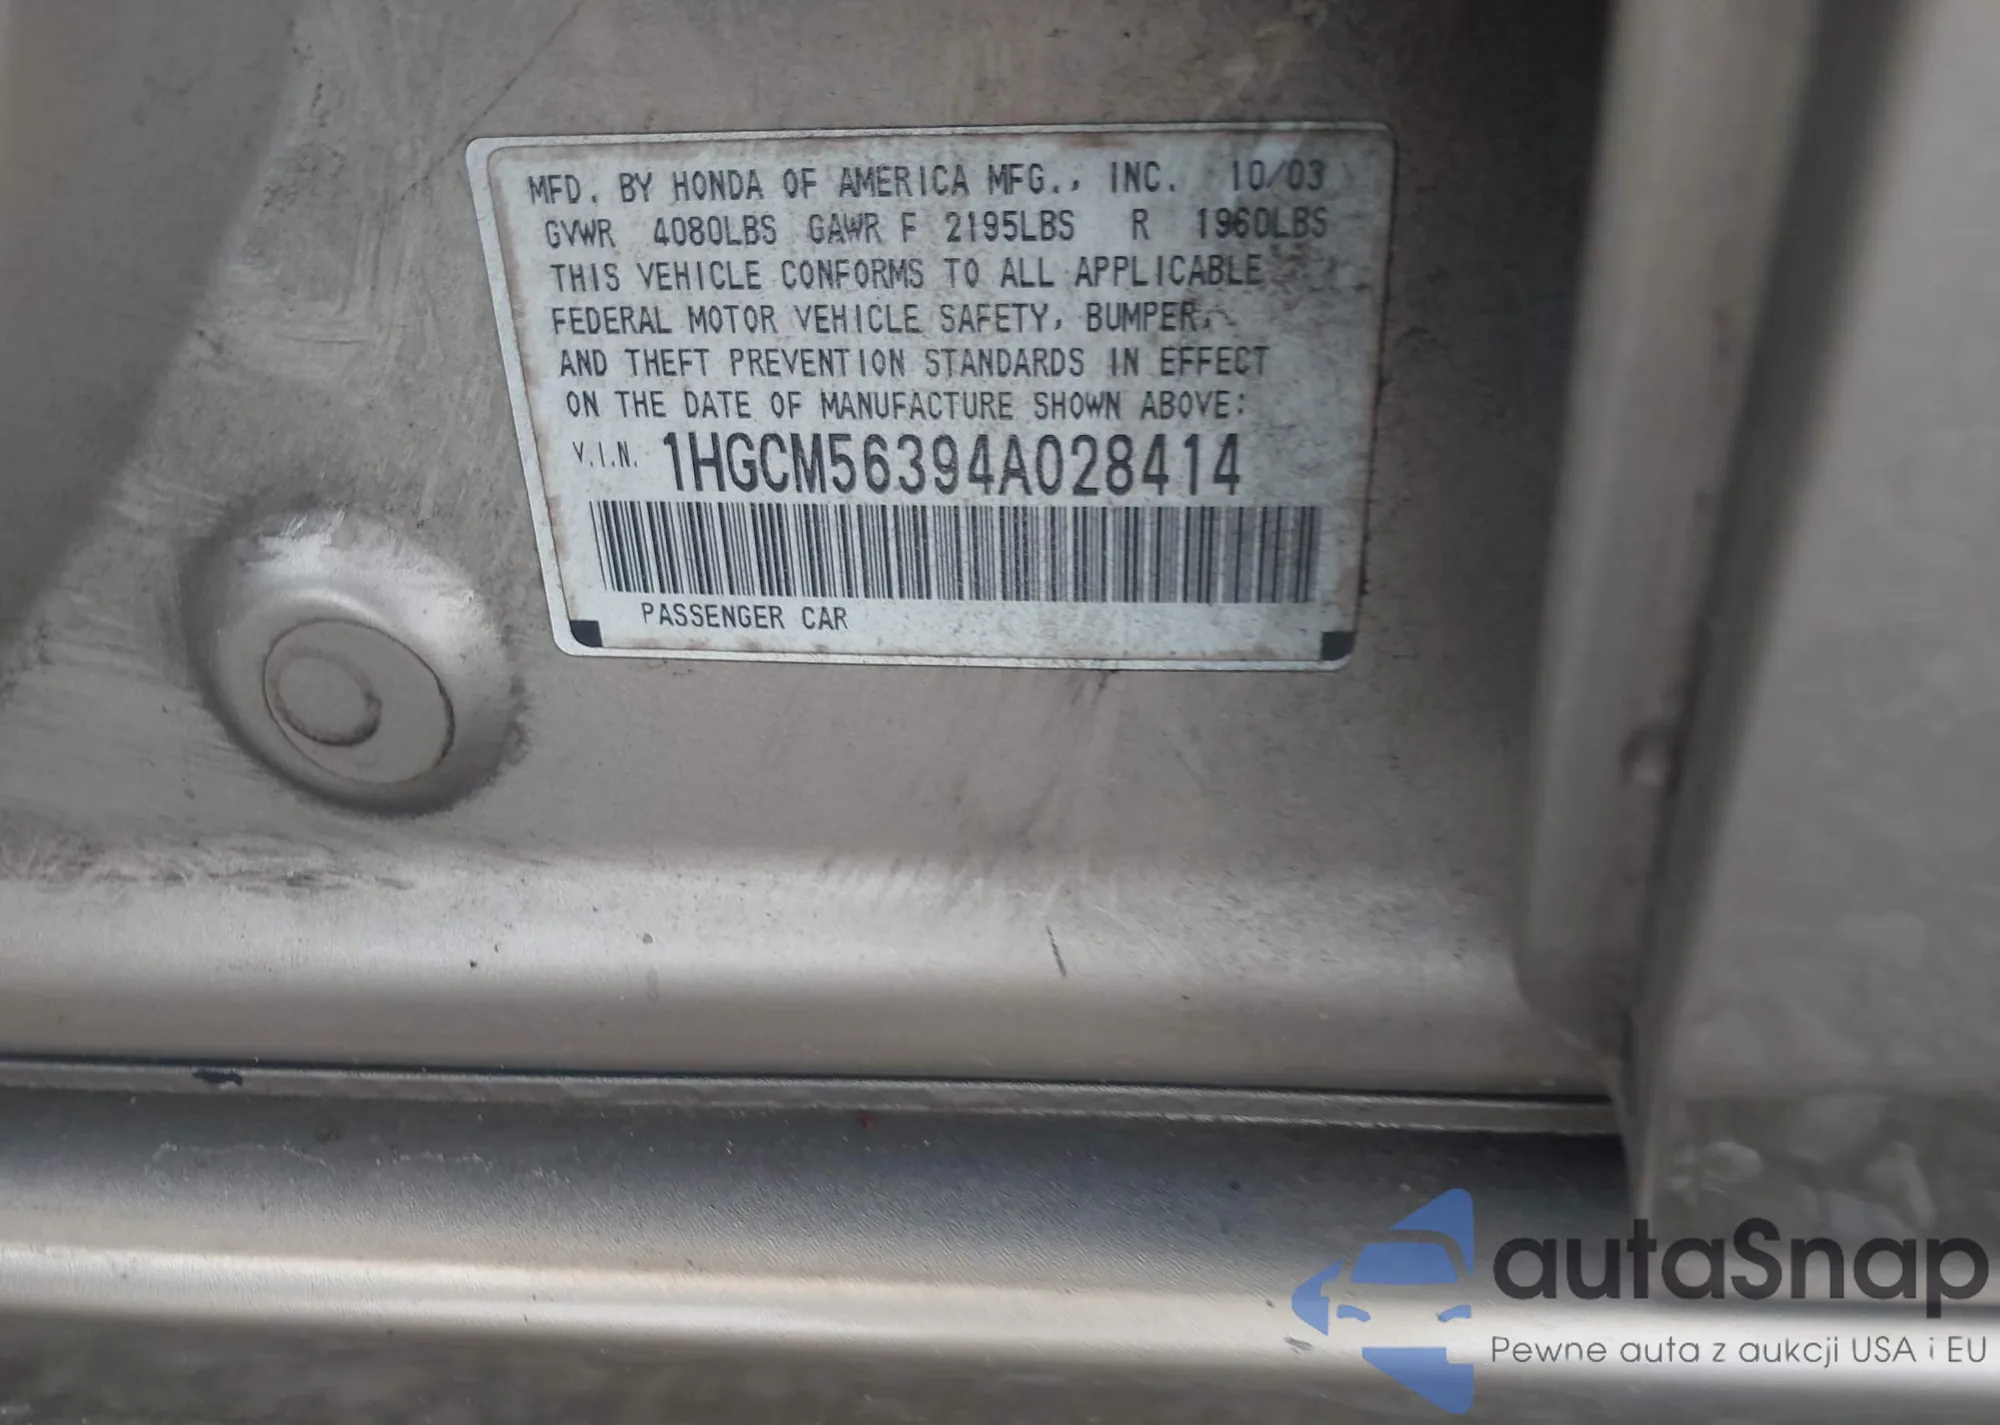 MFD. BY HONDA OF AMERICA MFG., INC. 10/03
GVWR 4080LBS GAWR F 2195LBS R 1960LBS
THIS VEHICLE CONFORMS TO ALL APPLICABLE
FEDERAL MOTOR VEHICLE SAFETY, BUMPER,
AND THEFT PREVENTION STANDARDS IN EFFECT
ON THE DATE OF MANUFACTURE SHOWN ABOVE:
V.I.N. 1HGCM56394A028414
PASSENGER CAR
autaSnap
Pewne auta z aukcji USA i EU